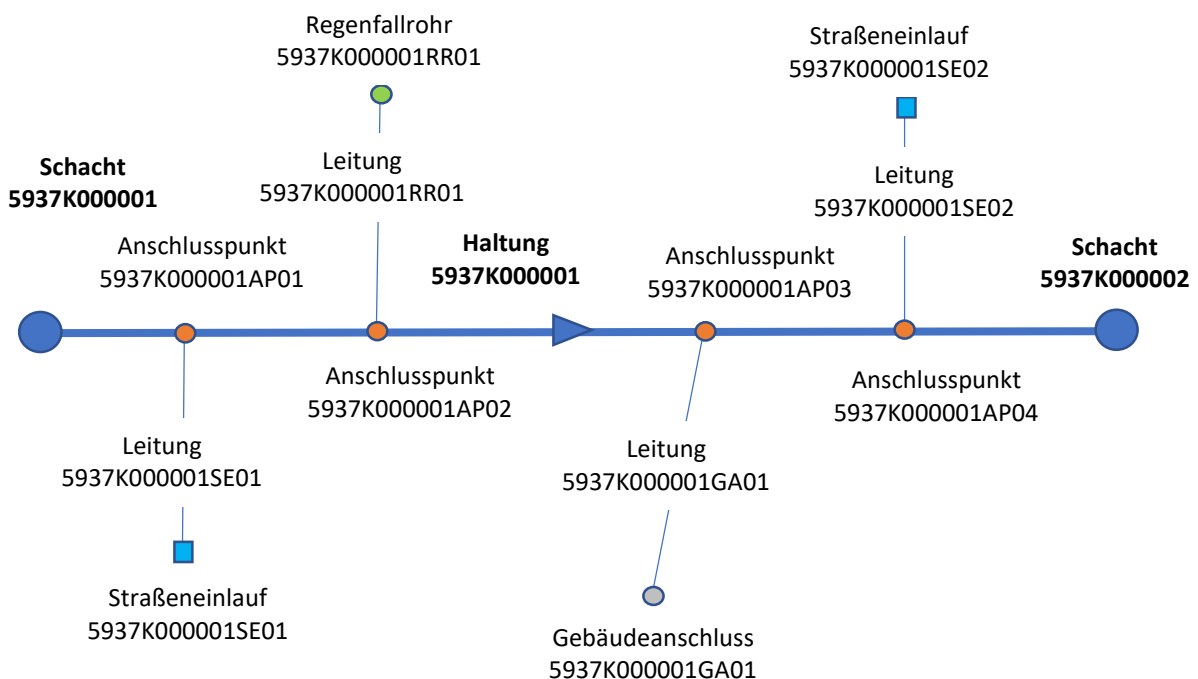 Regenfallrohr
5937K000001RR01
Straßeneinlauf
5937K000001SE02
Schacht
5937K000001
Leitung
5937K000001RR01
Leitung
5937K000001SE02
Anschlusspunkt
5937K000001AP01
Haltung
5937K000001
Anschlusspunkt
5937K000001AP03
Schacht
5937K000002
Anschlusspunkt
5937K000001AP02
Anschlusspunkt
5937K000001AP04
Leitung
5937K000001SE01
Leitung
5937K000001GA01
Straßeneinlauf
5937K000001SE01
Gebäudeanschluss
5937K000001GA01